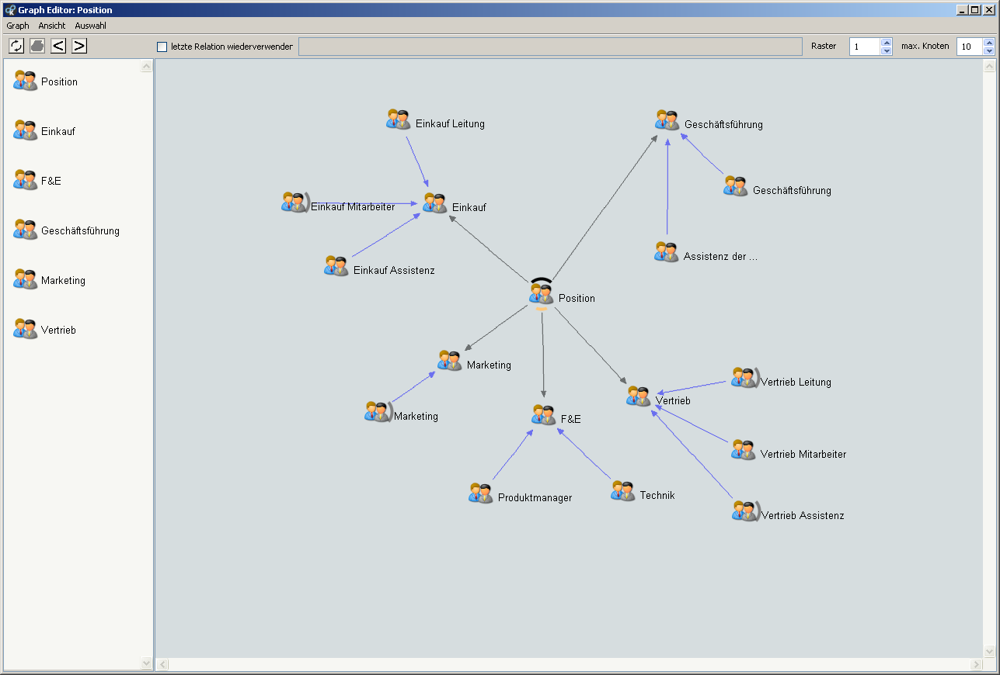 Graph Editor: Position
Graph Ansicht Auswahl
letzte Relation wiederverwender Raster 1 max. Knoten 10
Position
Einkauf
F&E
Geschäftsführung
Marketing
Vertrieb
Einkauf Leitung
Geschäftsführung
Geschäftsführung
Einkauf Mitarbeiter
Einkauf
Assistenz der ...
Einkauf Assistenz
Position
Marketing
Vertrieb Leitung
Vertrieb
Marketing
F&E
Vertrieb Mitarbeiter
Produktmanager
Technik
Vertrieb Assistenz